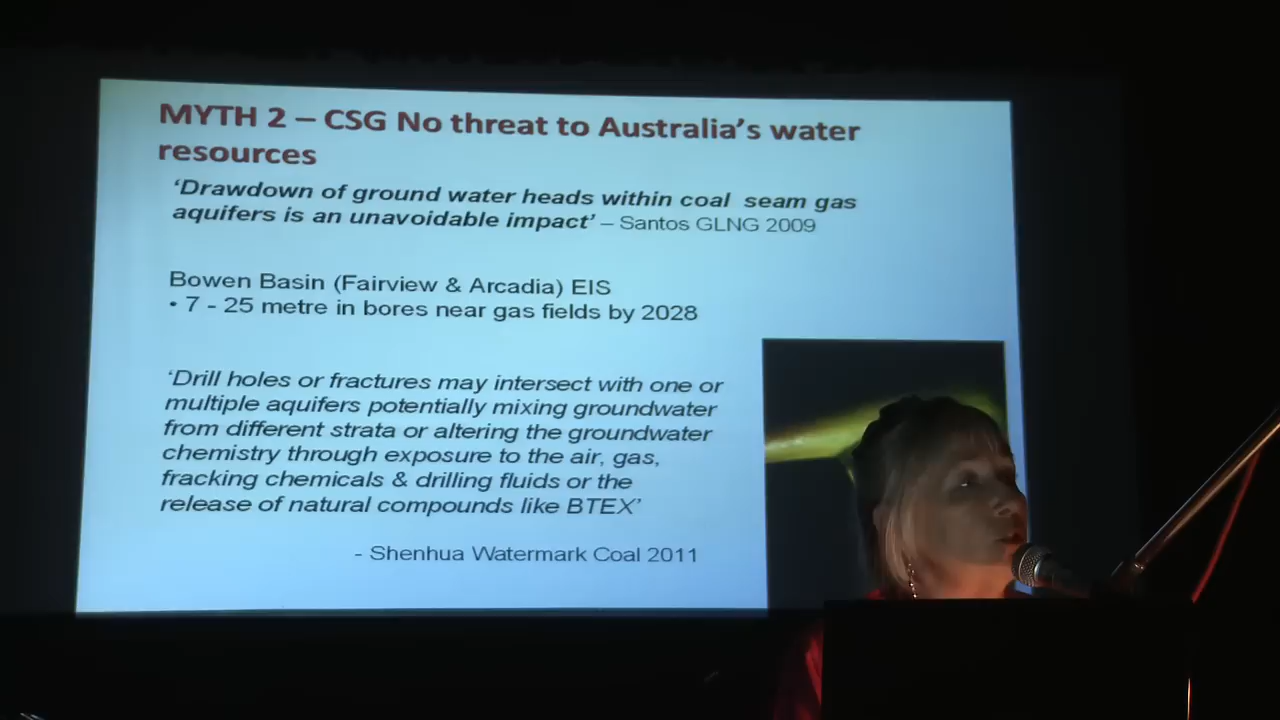 MYTH 2 – CSG No threat to Australia's water
resources
'Drawdown of ground water heads within coal seam gas
aquifers is an unavoidable impact' – Santos GLNG 2009
Bowen Basin (Fairview & Arcadia) EIS
• 7 - 25 metre in bores near gas fields by 2028
'Drill holes or fractures may intersect with one or
multiple aquifers potentially mixing groundwater
from different strata or altering the groundwater
chemistry through exposure to the air, gas,
fracking chemicals & drilling fluids or the
release of natural compounds like BTEX'
- Shenhua Watermark Coal 2011